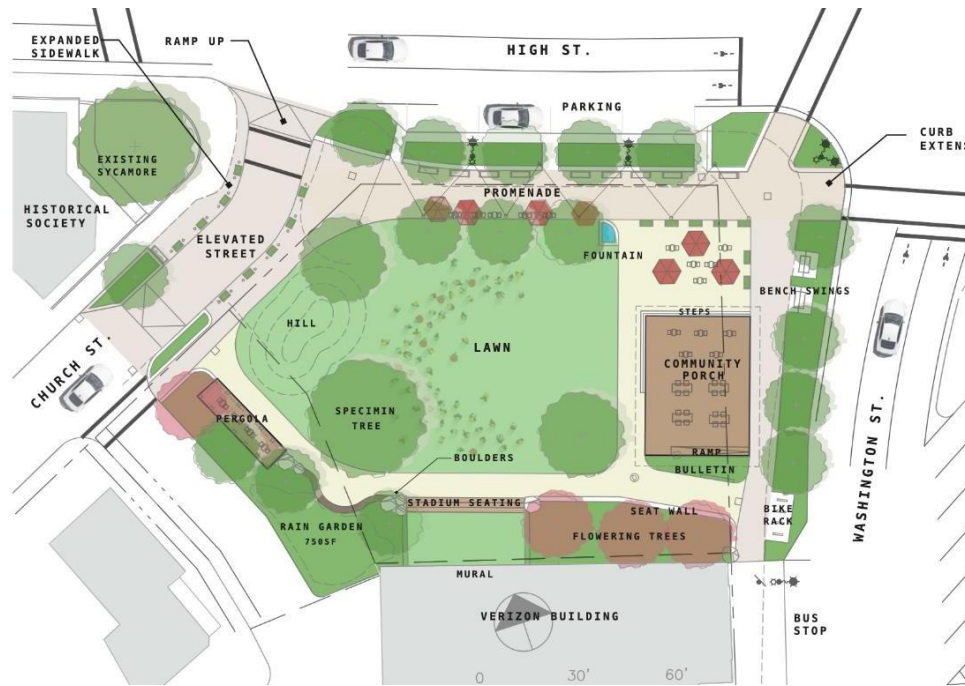 EXPANDED
SIDEWALK
RAMP UP
HIGH ST.
PARKING
CURB
EXTENS
EXISTING
SYCAMORE
HISTORICAL
SOCIETY
PROMENADE
ELEVATED
STREET
FOUNTAIN
BENCH SWINGS
HILL
STEPS
LAWN
COMMUNITY
PORCH
CHURCH ST.
PERGOLA
SPECIMIN
TREE
BOULDERS
RAMP
BULLETIN
WASHINGTON ST.
STADIUM SEATING
SEAT WALL
BIKE
RACK
RAIN GARDEN
750SF
FLOWERING TREES
MURAL
VERIZON BUILDING
BUS
STOP
0 30' 60'